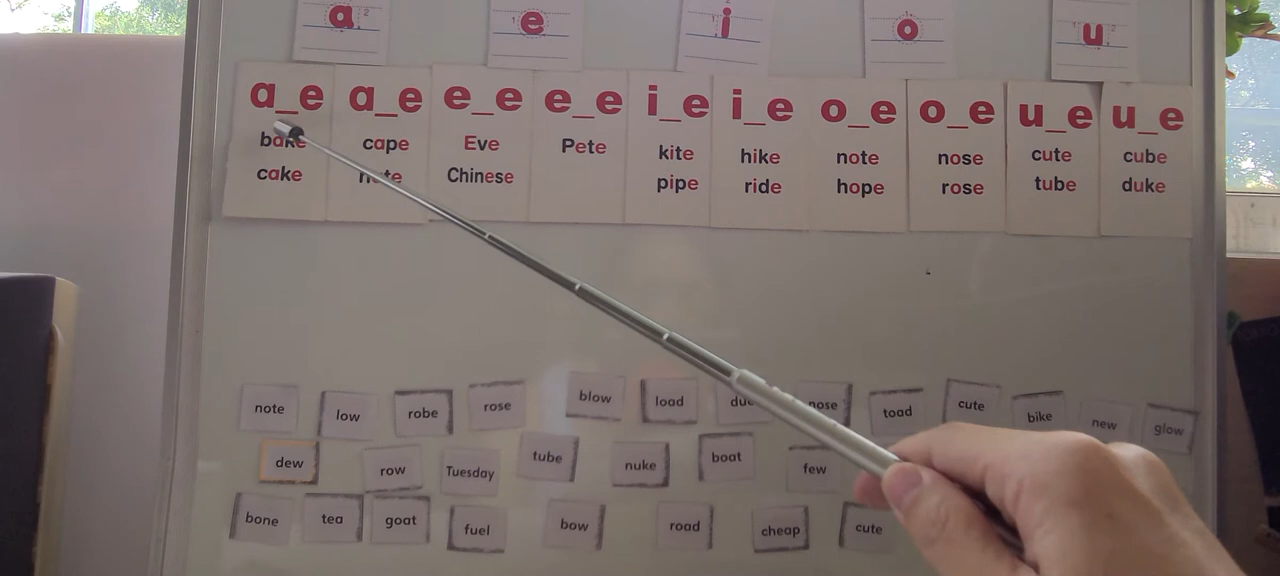 a e i o u
a_e a_e e_e e_e i_e i_e o_e o_e u_e u_e
bake cape Eve Pete kite hike note nose cute cube
cake Chinese pipe ride hope rose tube duke
note low robe rose blow load nose toad cute bike new glow
dew row Tuesday tube nuke boat few
bone tea goat fuel bow road cheap cute